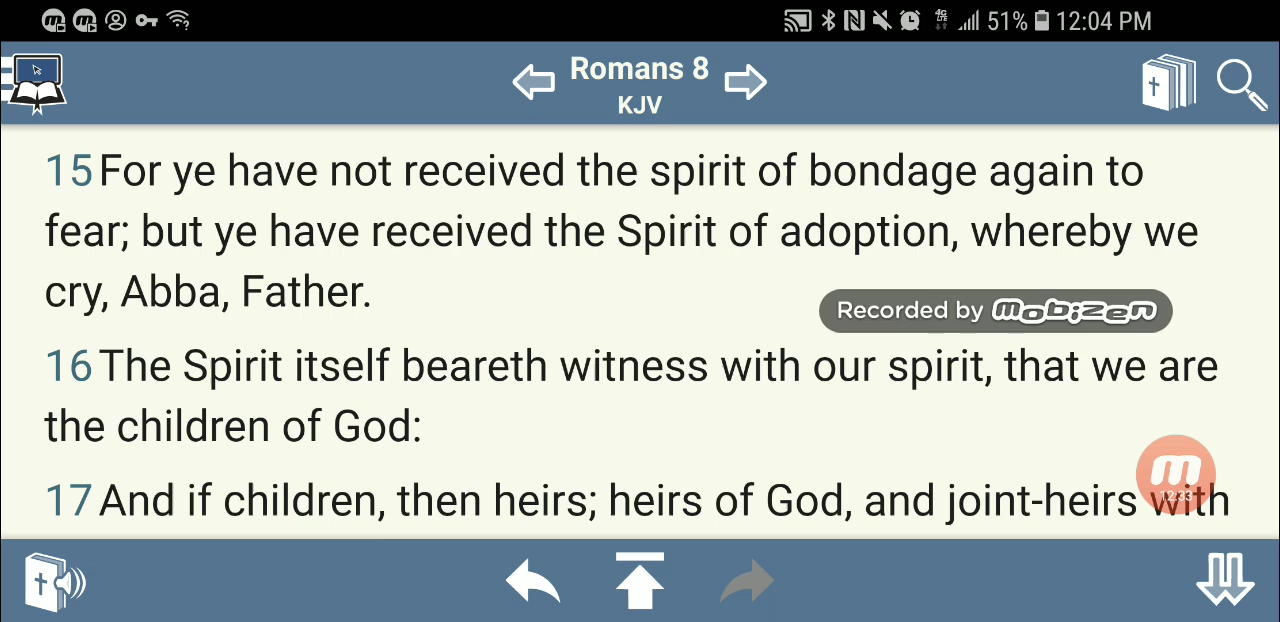 51% 12:04 PM
Romans 8
KJV
15 For ye have not received the spirit of bondage again to
fear; but ye have received the Spirit of adoption, whereby we
cry, Abba, Father.
Recorded by mobizen
16 The Spirit itself beareth witness with our spirit, that we are
the children of God:
17 And if children, then heirs; heirs of God, and joint-heirs with
m
12:33